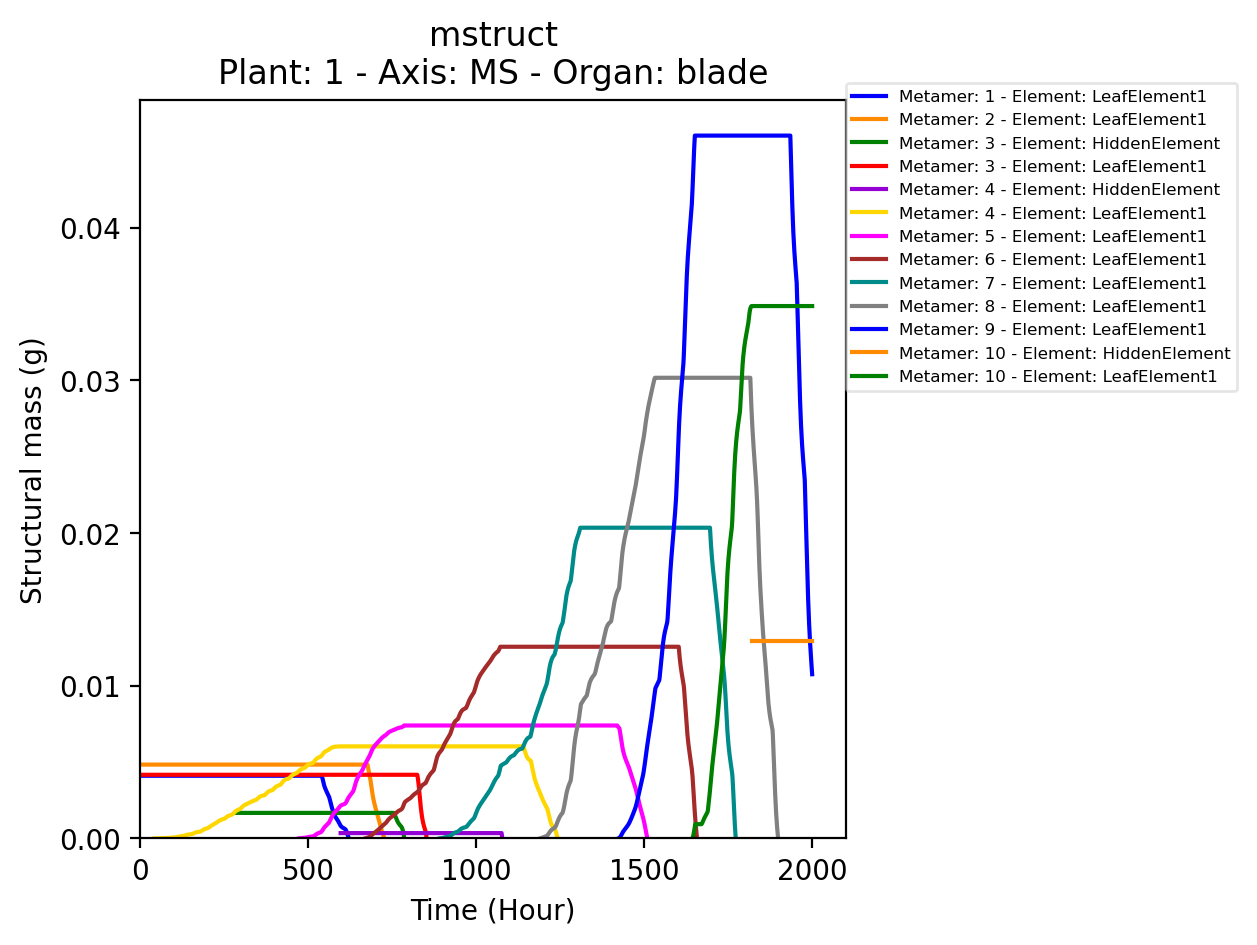 mstruct
Plant: 1 - Axis: MS - Organ: blade
Metamer: 1 - Element: LeafElement1
Metamer: 2 - Element: LeafElement1
Metamer: 3 - Element: HiddenElement
Metamer: 3 - Element: LeafElement1
Metamer: 4 - Element: HiddenElement
Metamer: 4 - Element: LeafElement1
Metamer: 5 - Element: LeafElement1
Metamer: 6 - Element: LeafElement1
Metamer: 7 - Element: LeafElement1
Metamer: 8 - Element: LeafElement1
Metamer: 9 - Element: LeafElement1
Metamer: 10 - Element: HiddenElement
Metamer: 10 - Element: LeafElement1
Structural mass (g)
0.04
0.03
0.02
0.01
0.00
0 500 1000 1500 2000
Time (Hour)